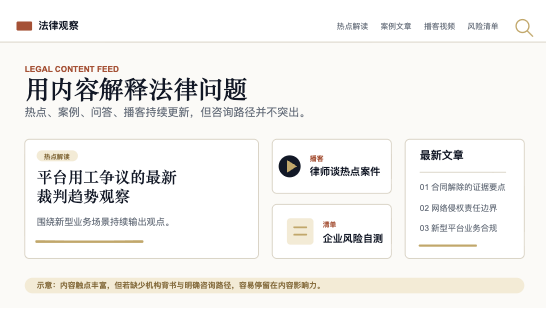 法律观察
热点解读 案例文章 播客视频 风险清单
LEGAL CONTENT FEED
用内容解释法律问题
热点、案例、问答、播客持续更新，但咨询路径并不突出。
热点解读
平台用工争议的最新
裁判趋势观察
围绕新型业务场景持续输出观点。
播客
律师谈热点案件
清单
企业风险自测
最新文章
01 合同解除的证据要点
02 网络侵权责任边界
03 新型平台业务合规
示意：内容触点丰富，但若缺少机构背书与明确咨询路径，容易停留在内容影响力。